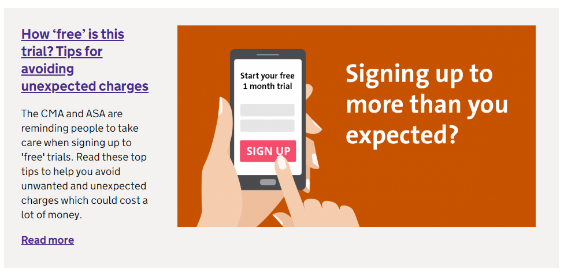 How ‘free’ is this
trial? Tips for
avoiding
unexpected charges
The CMA and ASA are
reminding people to take
care when signing up to
'free' trials. Read these top
tips to help you avoid
unwanted and unexpected
charges which could cost a
lot of money.
Read more
Start your free
1 month trial
SIGN UP
Signing up to
more than you
expected?